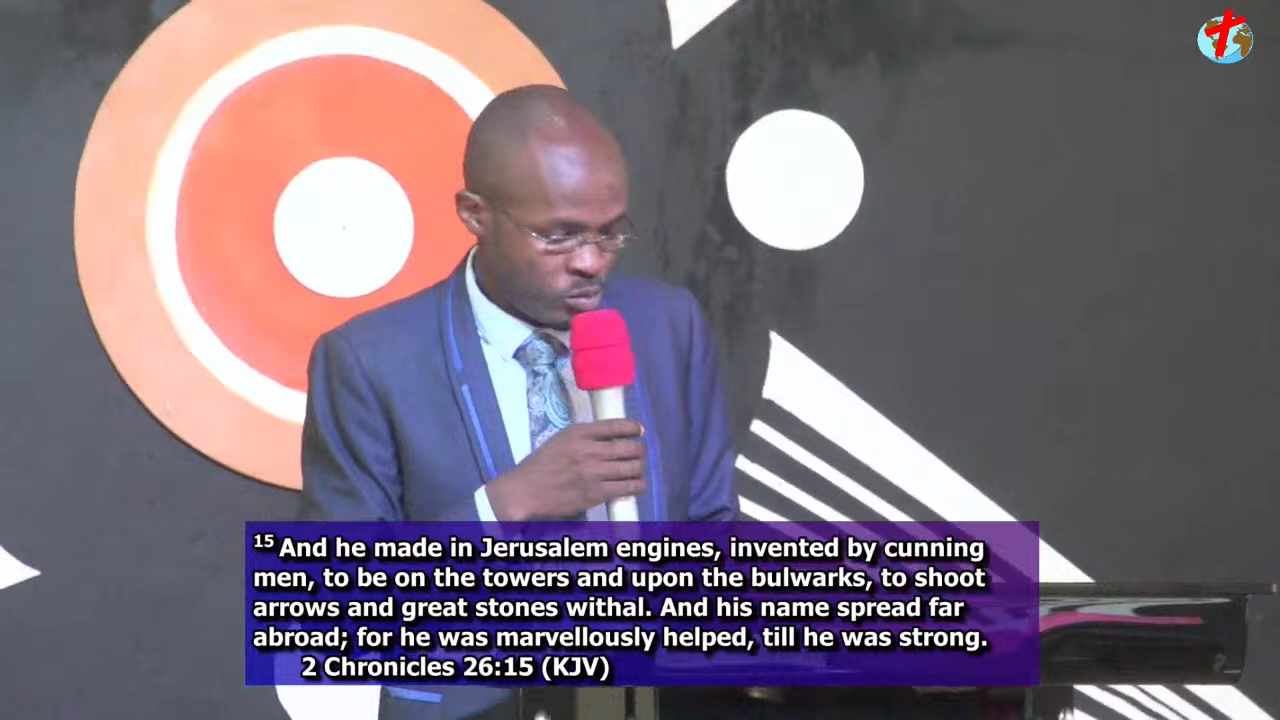 15 And he made in Jerusalem engines, invented by cunning
men, to be on the towers and upon the bulwarks, to shoot
arrows and great stones withal. And his name spread far
abroad; for he was marvellously helped, till he was strong.
2 Chronicles 26:15 (KJV)